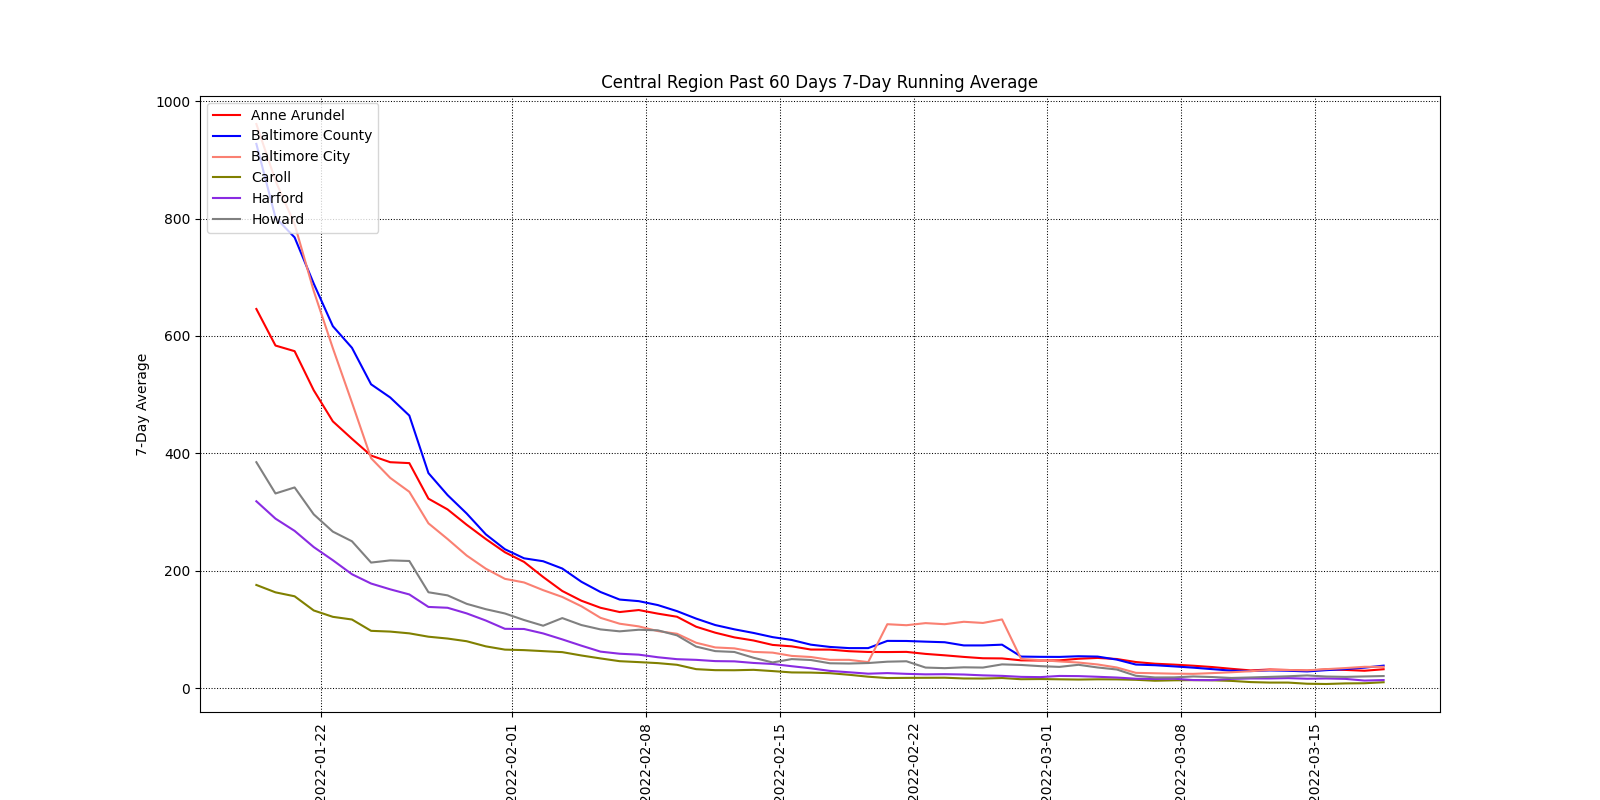 Central Region Past 60 Days 7-Day Running Average
1000
800
600
400
200
0
7-Day Average
Anne Arundel
Baltimore County
Baltimore City
Caroll
Harford
Howard
2022-01-22
2022-02-01
2022-02-08
2022-02-15
2022-02-22
2022-03-01
2022-03-08
2022-03-15